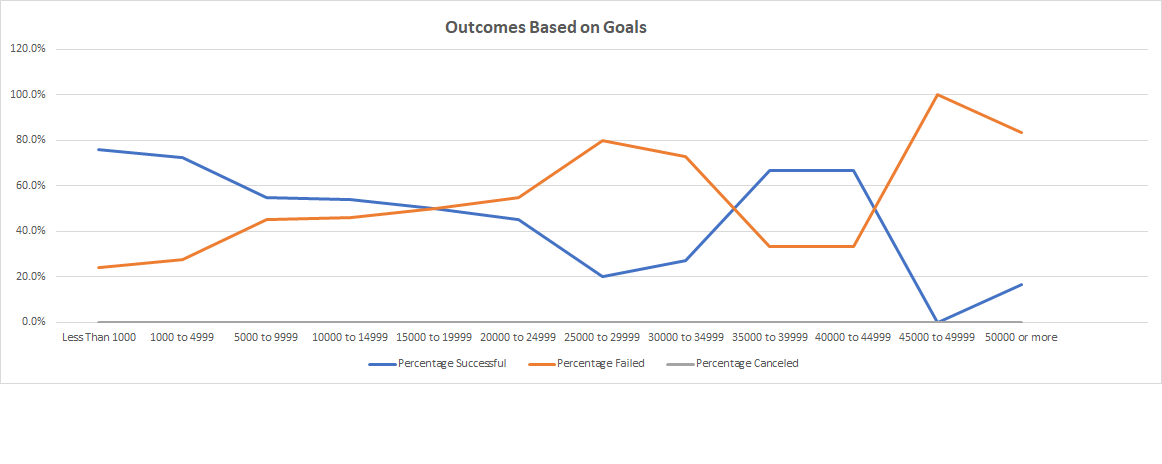 Outcomes Based on Goals
120.0%
100.0%
80.0%
60.0%
40.0%
20.0%
0.0%
Less Than 1000 1000 to 4999 5000 to 9999 10000 to 14999 15000 to 19999 20000 to 24999 25000 to 29999 30000 to 34999 35000 to 39999 40000 to 44999 45000 to 49999 50000 or more
Percentage Successful Percentage Failed Percentage Canceled